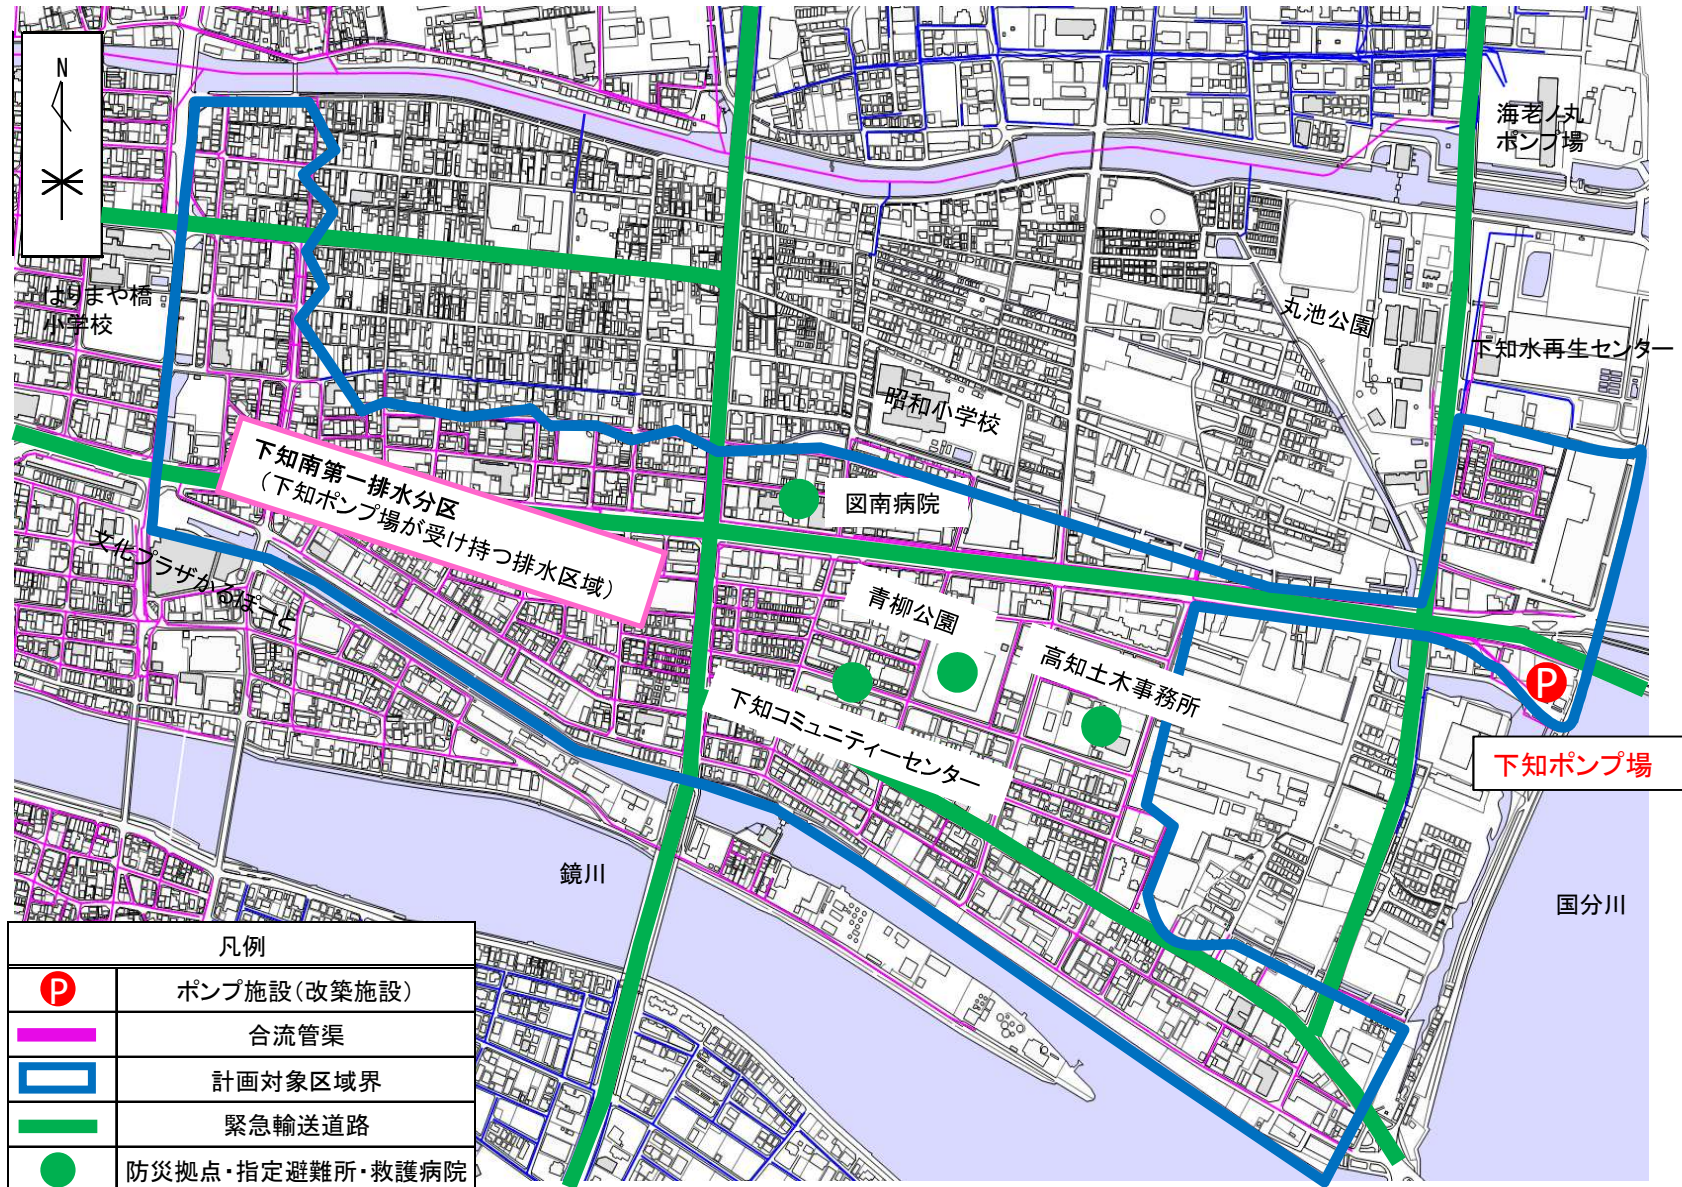 N
海老ノ丸
ポンプ場
はりまや橋
小学校
丸池公園
下知水再生センター
昭和小学校
下知南第一排水分区
（下知ポンプ場が受け持つ排水区域）
図南病院
文化プラザかるぽーと
青柳公園
高知土木事務所
下知コミュニティーセンター
P
下知ポンプ場
鏡川
国分川
凡例
P
ポンプ施設（改築施設）
合流管渠
計画対象区域界
緊急輸送道路
防災拠点・指定避難所・救護病院